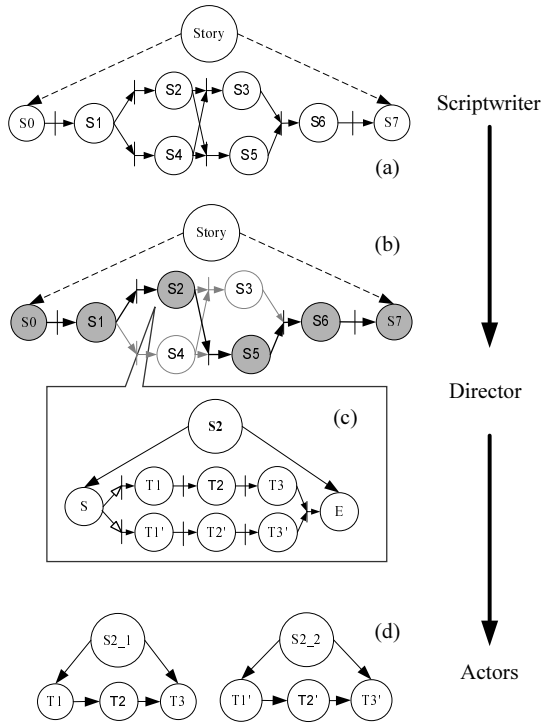 Story
S2 S3
S0 S1 S6 S7
S4 S5
(a)
Scriptwriter
Story
(b)
S2 S3
S0 S1 S6 S7
S4 S5
Director
S2
(c)
T1 T2 T3
S E
T1' T2' T3'
S2_1 S2_2
(d)
T1 T2 T3 T1' T2' T3'
Actors